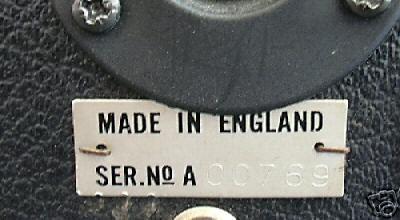 MADE IN ENGLAND
SER.Nº A 00769